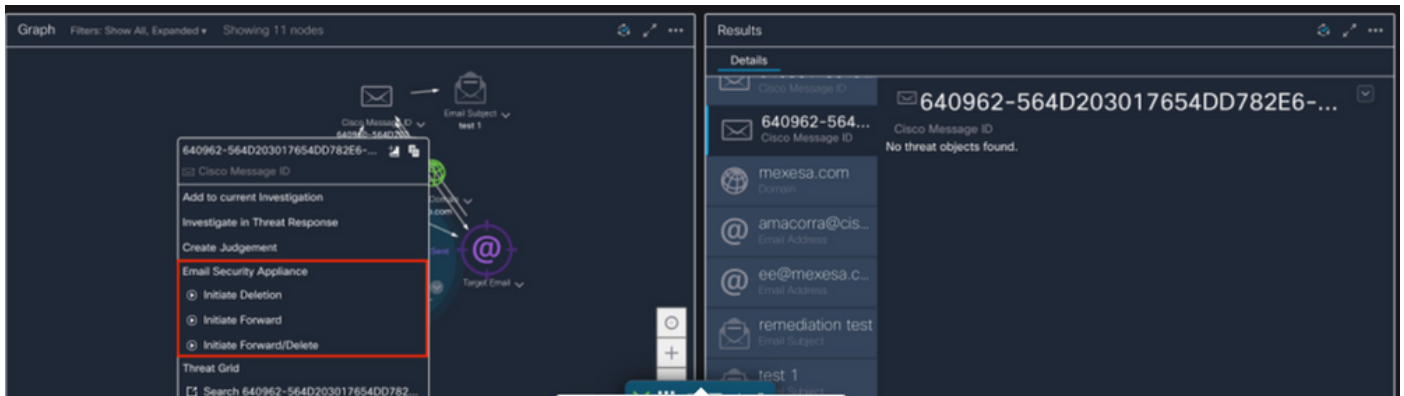 Graph Filters: Show All, Expanded Showing 11 nodes
Cisco Message ID
640962-564D203...
Email Subject
test 1
640962-564D203017654DD782E6-...
Cisco Message ID
Add to current Investigation
Investigate in Threat Response
Create Judgement
Email Security Appliance
Initiate Deletion
Initiate Forward
Initiate Forward/Delete
Threat Grid
Search 640962-564D203017654DD782...
Sent
@
Target Email
Results
Details
Cisco Message ID
640962-564...
Cisco Message ID
mexesa.com
Domain
@
amacorra@cis...
Email Address
@
ee@mexesa.c...
Email Address
remediation test
Email Subject
test 1
640962-564D203017654DD782E6-...
Cisco Message ID
No threat objects found.